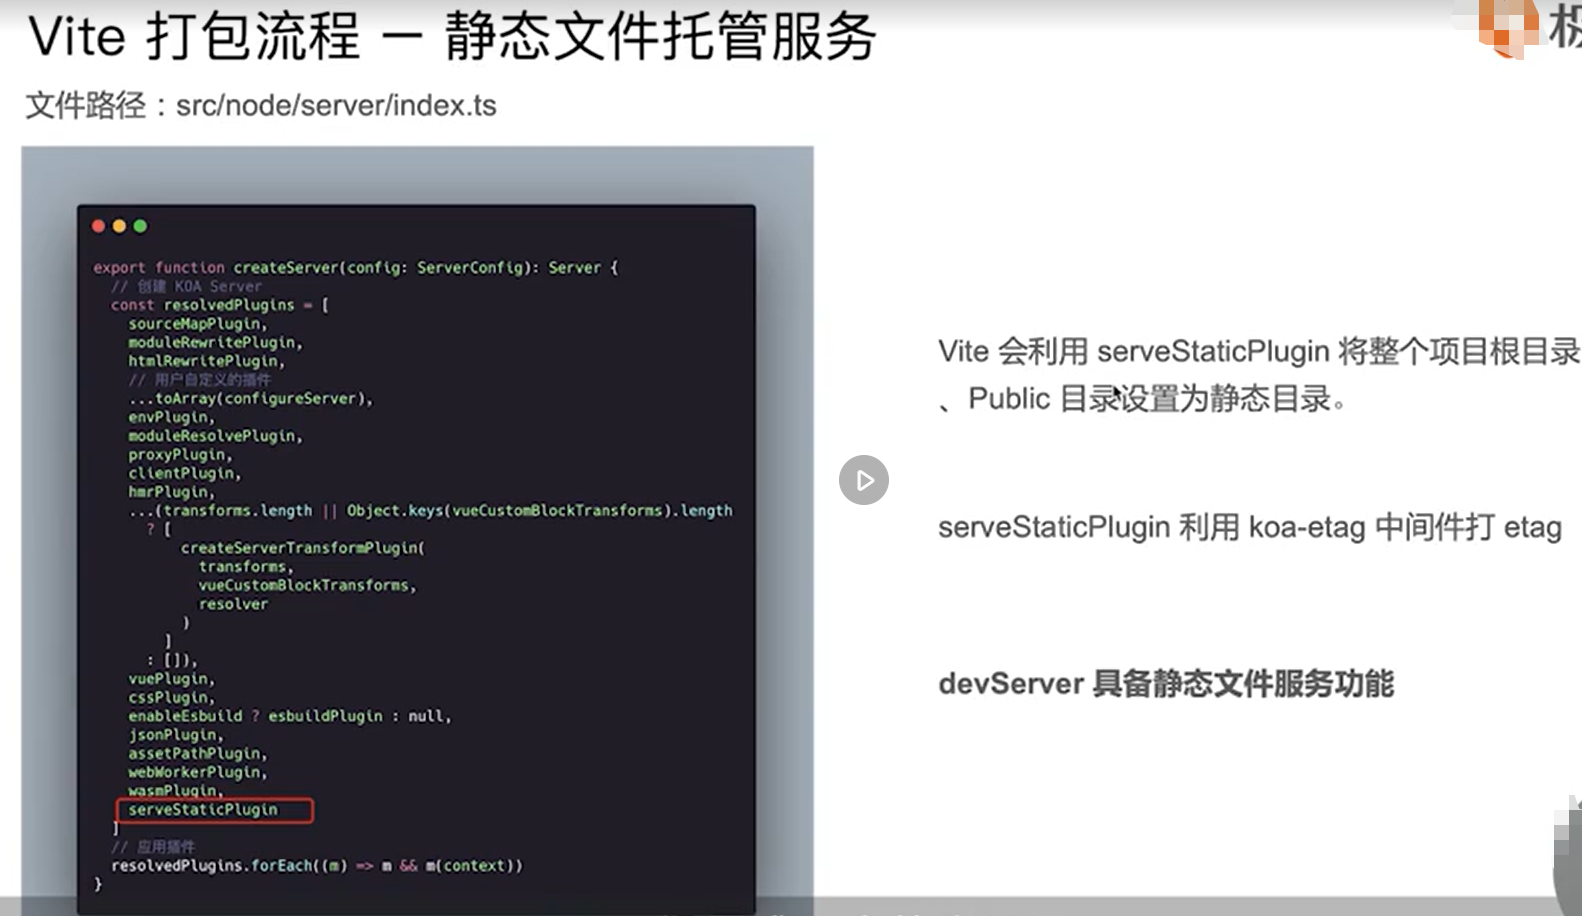 Vite 打包流程 － 静态文件托管服务
文件路径：src/node/server/index.ts
export function createServer(config: ServerConfig): Server {
// 创建 KOA Server
const resolvedPlugins = [
sourceMapPlugin,
moduleRewritePlugin,
htmlRewritePlugin,
// 用户自定义的插件
...toArray(configureServer),
envPlugin,
moduleResolvePlugin,
proxyPlugin,
clientPlugin,
hmrPlugin,
...(transforms.length || Object.keys(vueCustomBlockTransforms).length
? [
createServerTransformPlugin(
transforms,
vueCustomBlockTransforms,
resolver
)
]
: []),
vuePlugin,
cssPlugin,
enableEsbuild ? esbuildPlugin : null,
jsonPlugin,
assetPathPlugin,
webWorkerPlugin,
wasmPlugin,
serveStaticPlugin
]
// 应用插件
resolvedPlugins.forEach((m) => m && m(context))
}
Vite 会利用 serveStaticPlugin 将整个项目根目录
、Public 目录设置为静态目录。
serveStaticPlugin 利用 koa-etag 中间件打 etag
devServer 具备静态文件服务功能